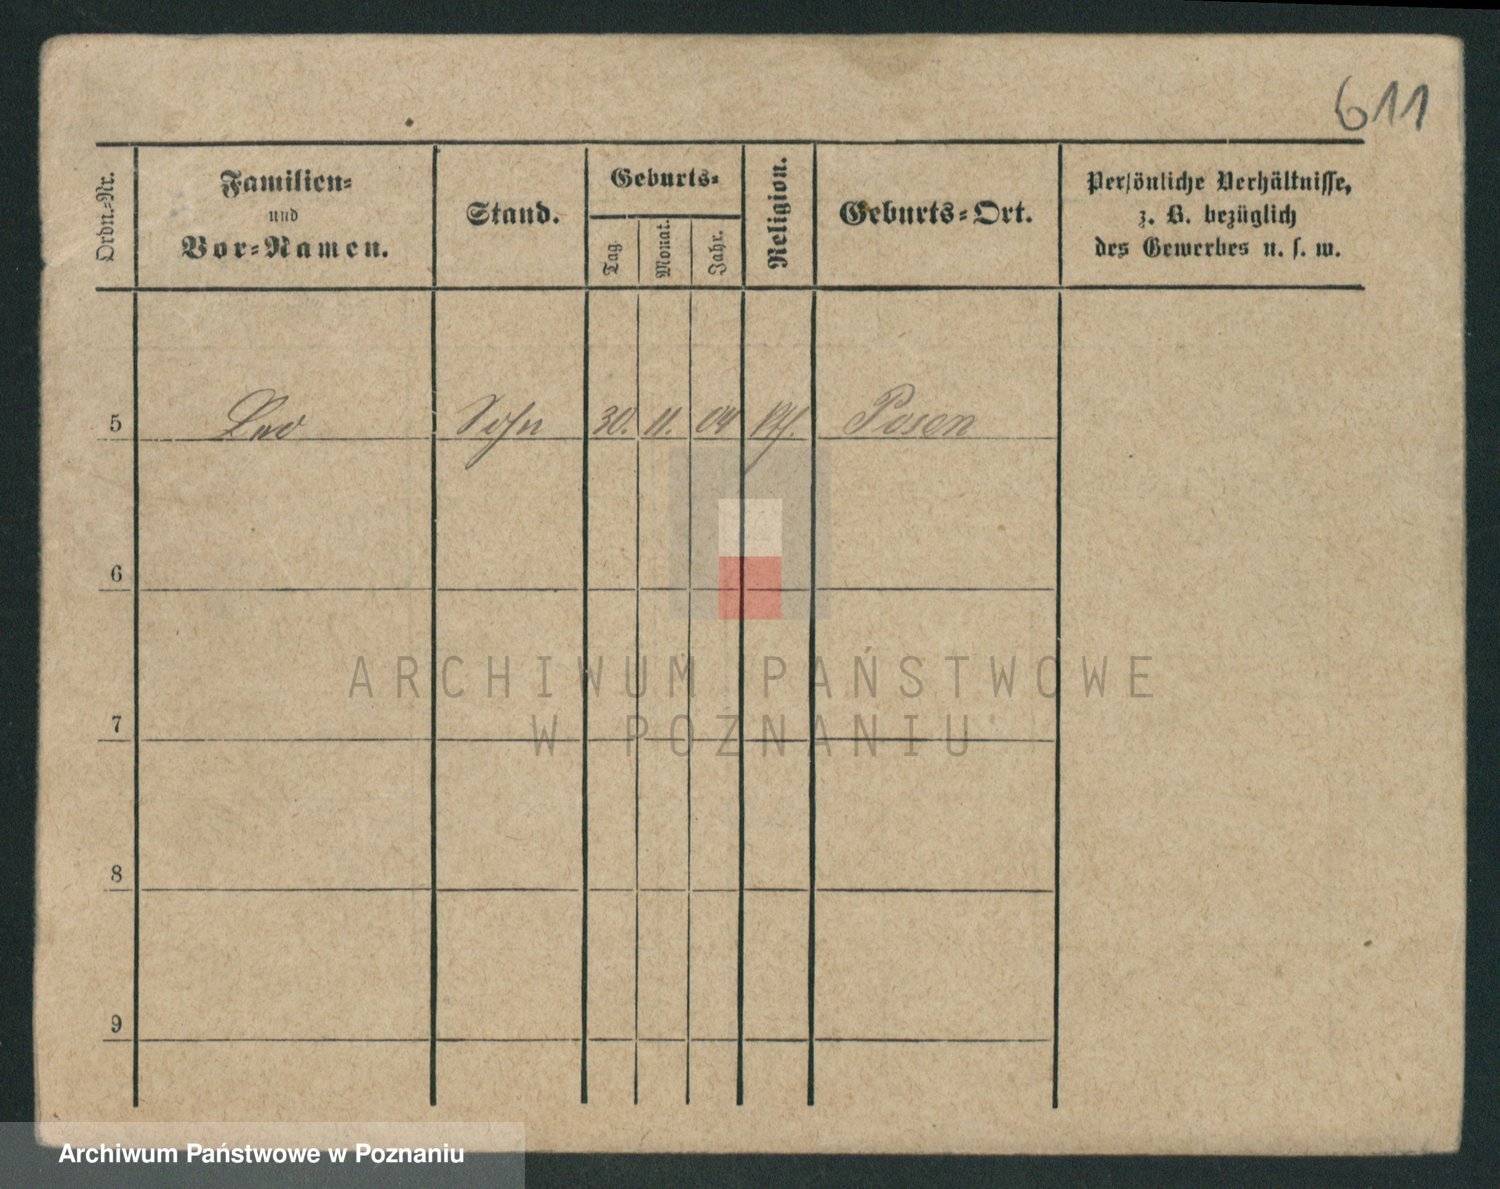 611
Ordn.-Nr.
Familien-
und
Vor-Namen.
Stand.
Geburts-
Tag.
Monat.
Jahr.
Religion.
Geburts-Ort.
Persönliche Verhältnisse,
z. B. bezüglich
des Gewerbes u. s. w.
5 Leo Sohn 30. 11. 04 Posen
6
7
8
9
ARCHIWUM PAŃSTWOWE
W POZNANIU
Archiwum Państwowe w Poznaniu